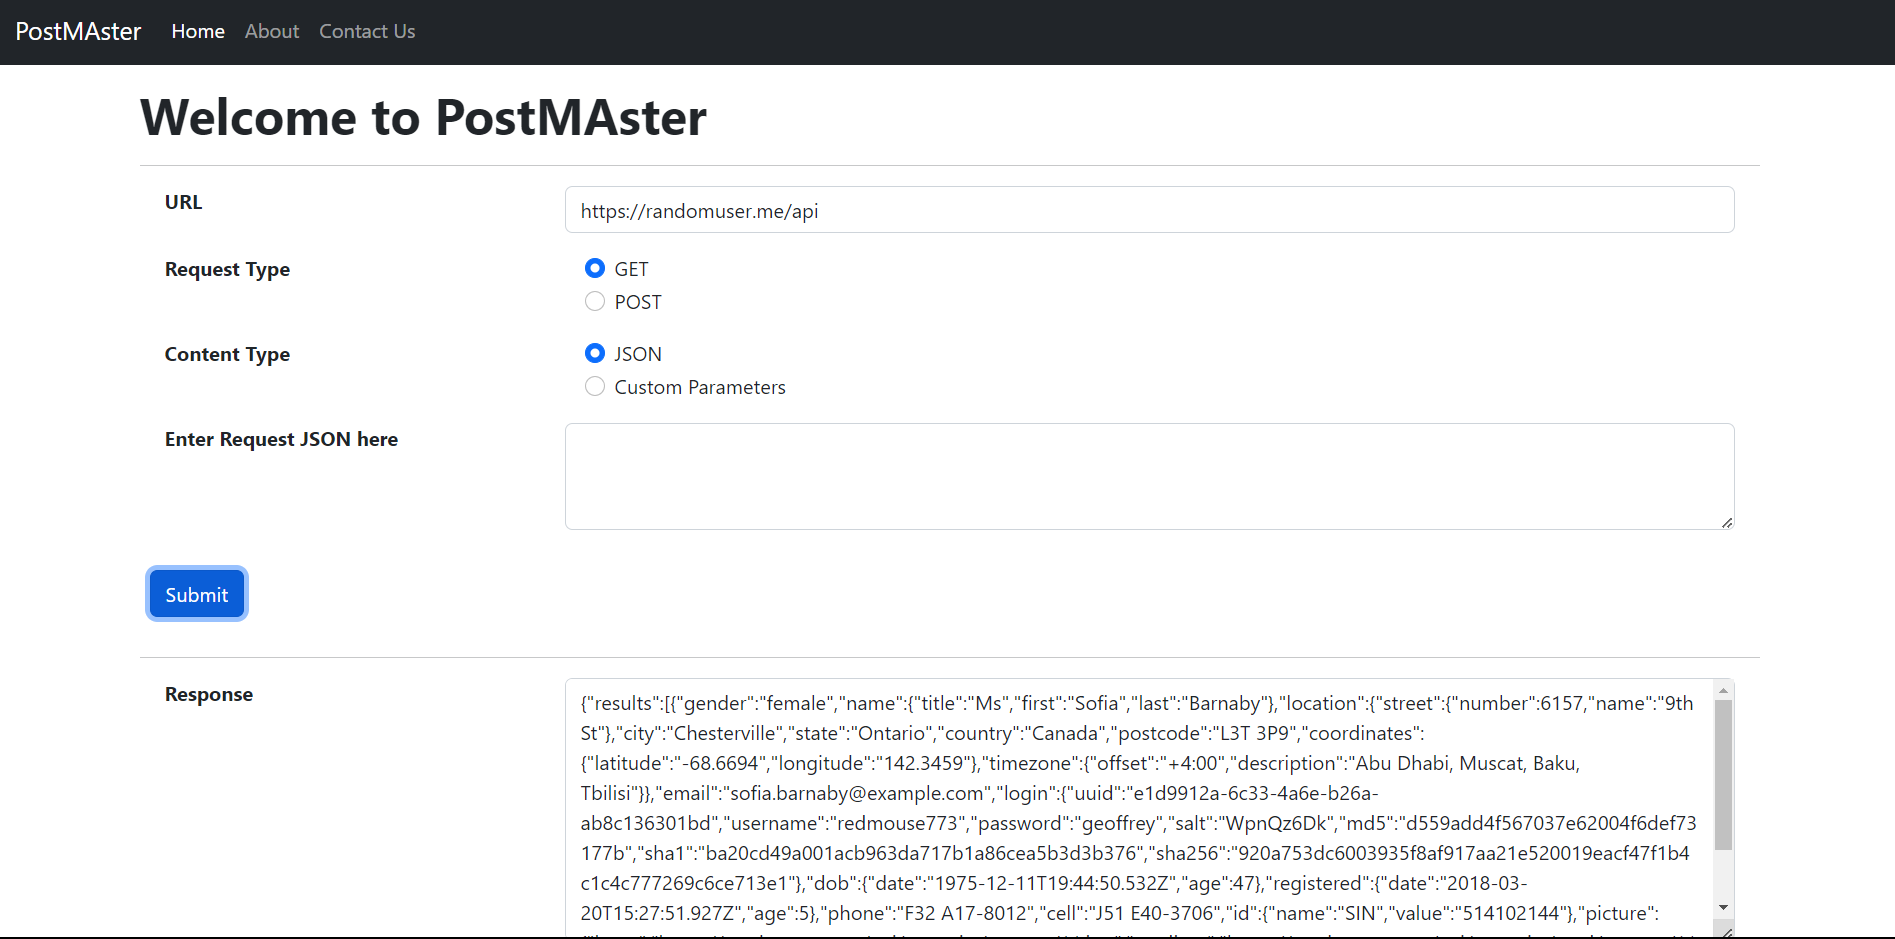 PostMAster Home About Contact Us
Welcome to PostMAster
URL
https://randomuser.me/api
Request Type
GET
POST
Content Type
JSON
Custom Parameters
Enter Request JSON here
Submit
Response
{"results":[{"gender":"female","name":{"title":"Ms","first":"Sofia","last":"Barnaby"},"location":{"street":{"number":6157,"name":"9th
St"},"city":"Chesterville","state":"Ontario","country":"Canada","postcode":"L3T 3P9","coordinates":
{"latitude":"-68.6694","longitude":"142.3459"},"timezone":{"offset":"+4:00","description":"Abu Dhabi, Muscat, Baku,
Tbilisi"}},"email":"sofia.barnaby@example.com","login":{"uuid":"e1d9912a-6c33-4a6e-b26a-
ab8c136301bd","username":"redmouse773","password":"geoffrey","salt":"WpnQz6Dk","md5":"d559add4f567037e62004f6def73
177b","sha1":"ba20cd49a001acb963da717b1a86cea5b3d3b376","sha256":"920a753dc6003935f8af917aa21e520019eacf47f1b4
c1c4c777269c6ce713e1"},"dob":{"date":"1975-12-11T19:44:50.532Z","age":47},"registered":{"date":"2018-03-
20T15:27:51.927Z","age":5},"phone":"F32 A17-8012","cell":"J51 E40-3706","id":{"name":"SIN","value":"514102144"},"picture":